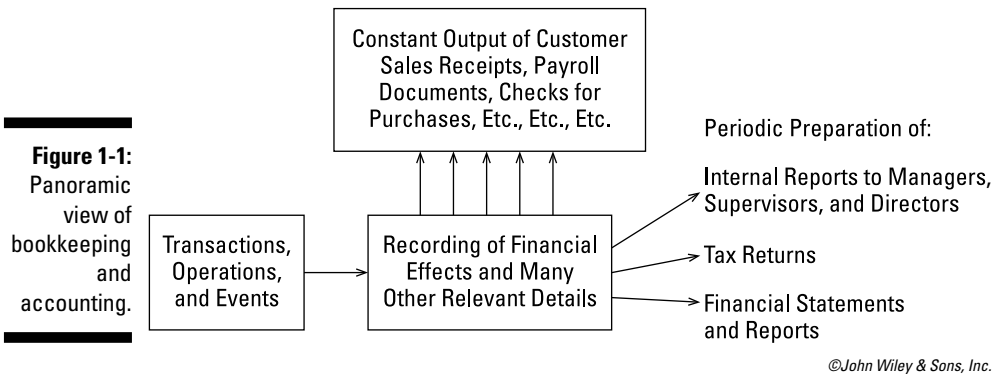 Figure 1-1:
Panoramic
view of
bookkeeping
and
accounting.
Transactions,
Operations,
and Events
Constant Output of Customer
Sales Receipts, Payroll
Documents, Checks for
Purchases, Etc., Etc., Etc.
Recording of Financial
Effects and Many
Other Relevant Details
Periodic Preparation of:
Internal Reports to Managers,
Supervisors, and Directors
Tax Returns
Financial Statements
and Reports
©John Wiley & Sons, Inc.